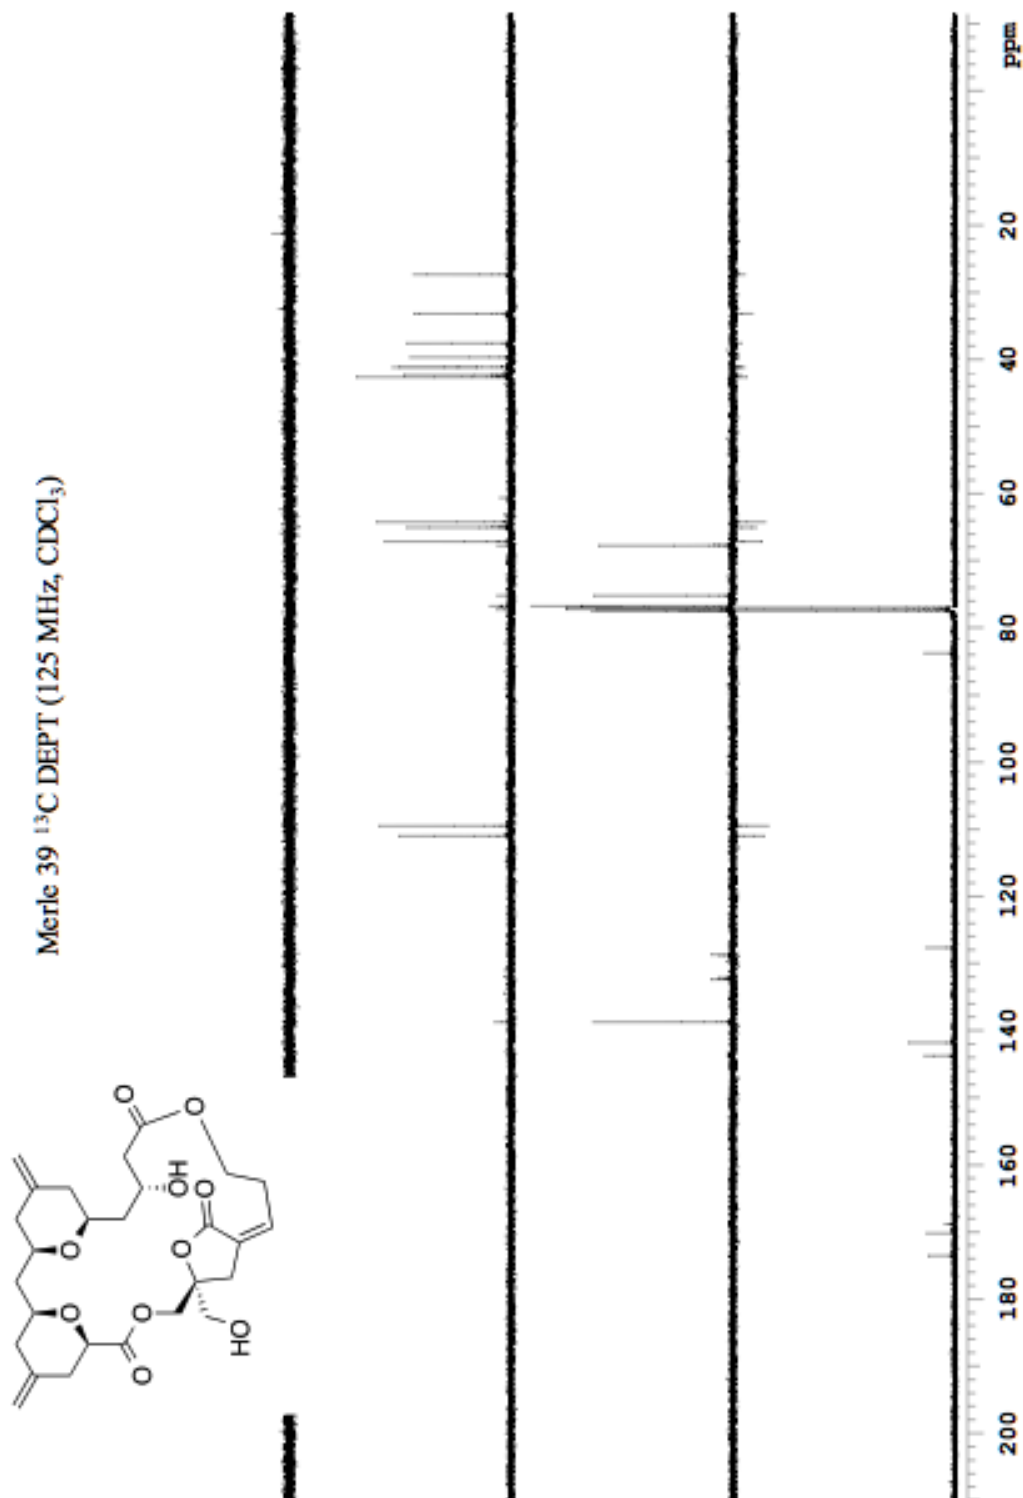 Merle 39 ¹³C DEPT (125 MHz, CDCl₃)
O O
O
O O
O OH
O
O
HO
200 180 160 140 120 100 80 60 40 20 ppm